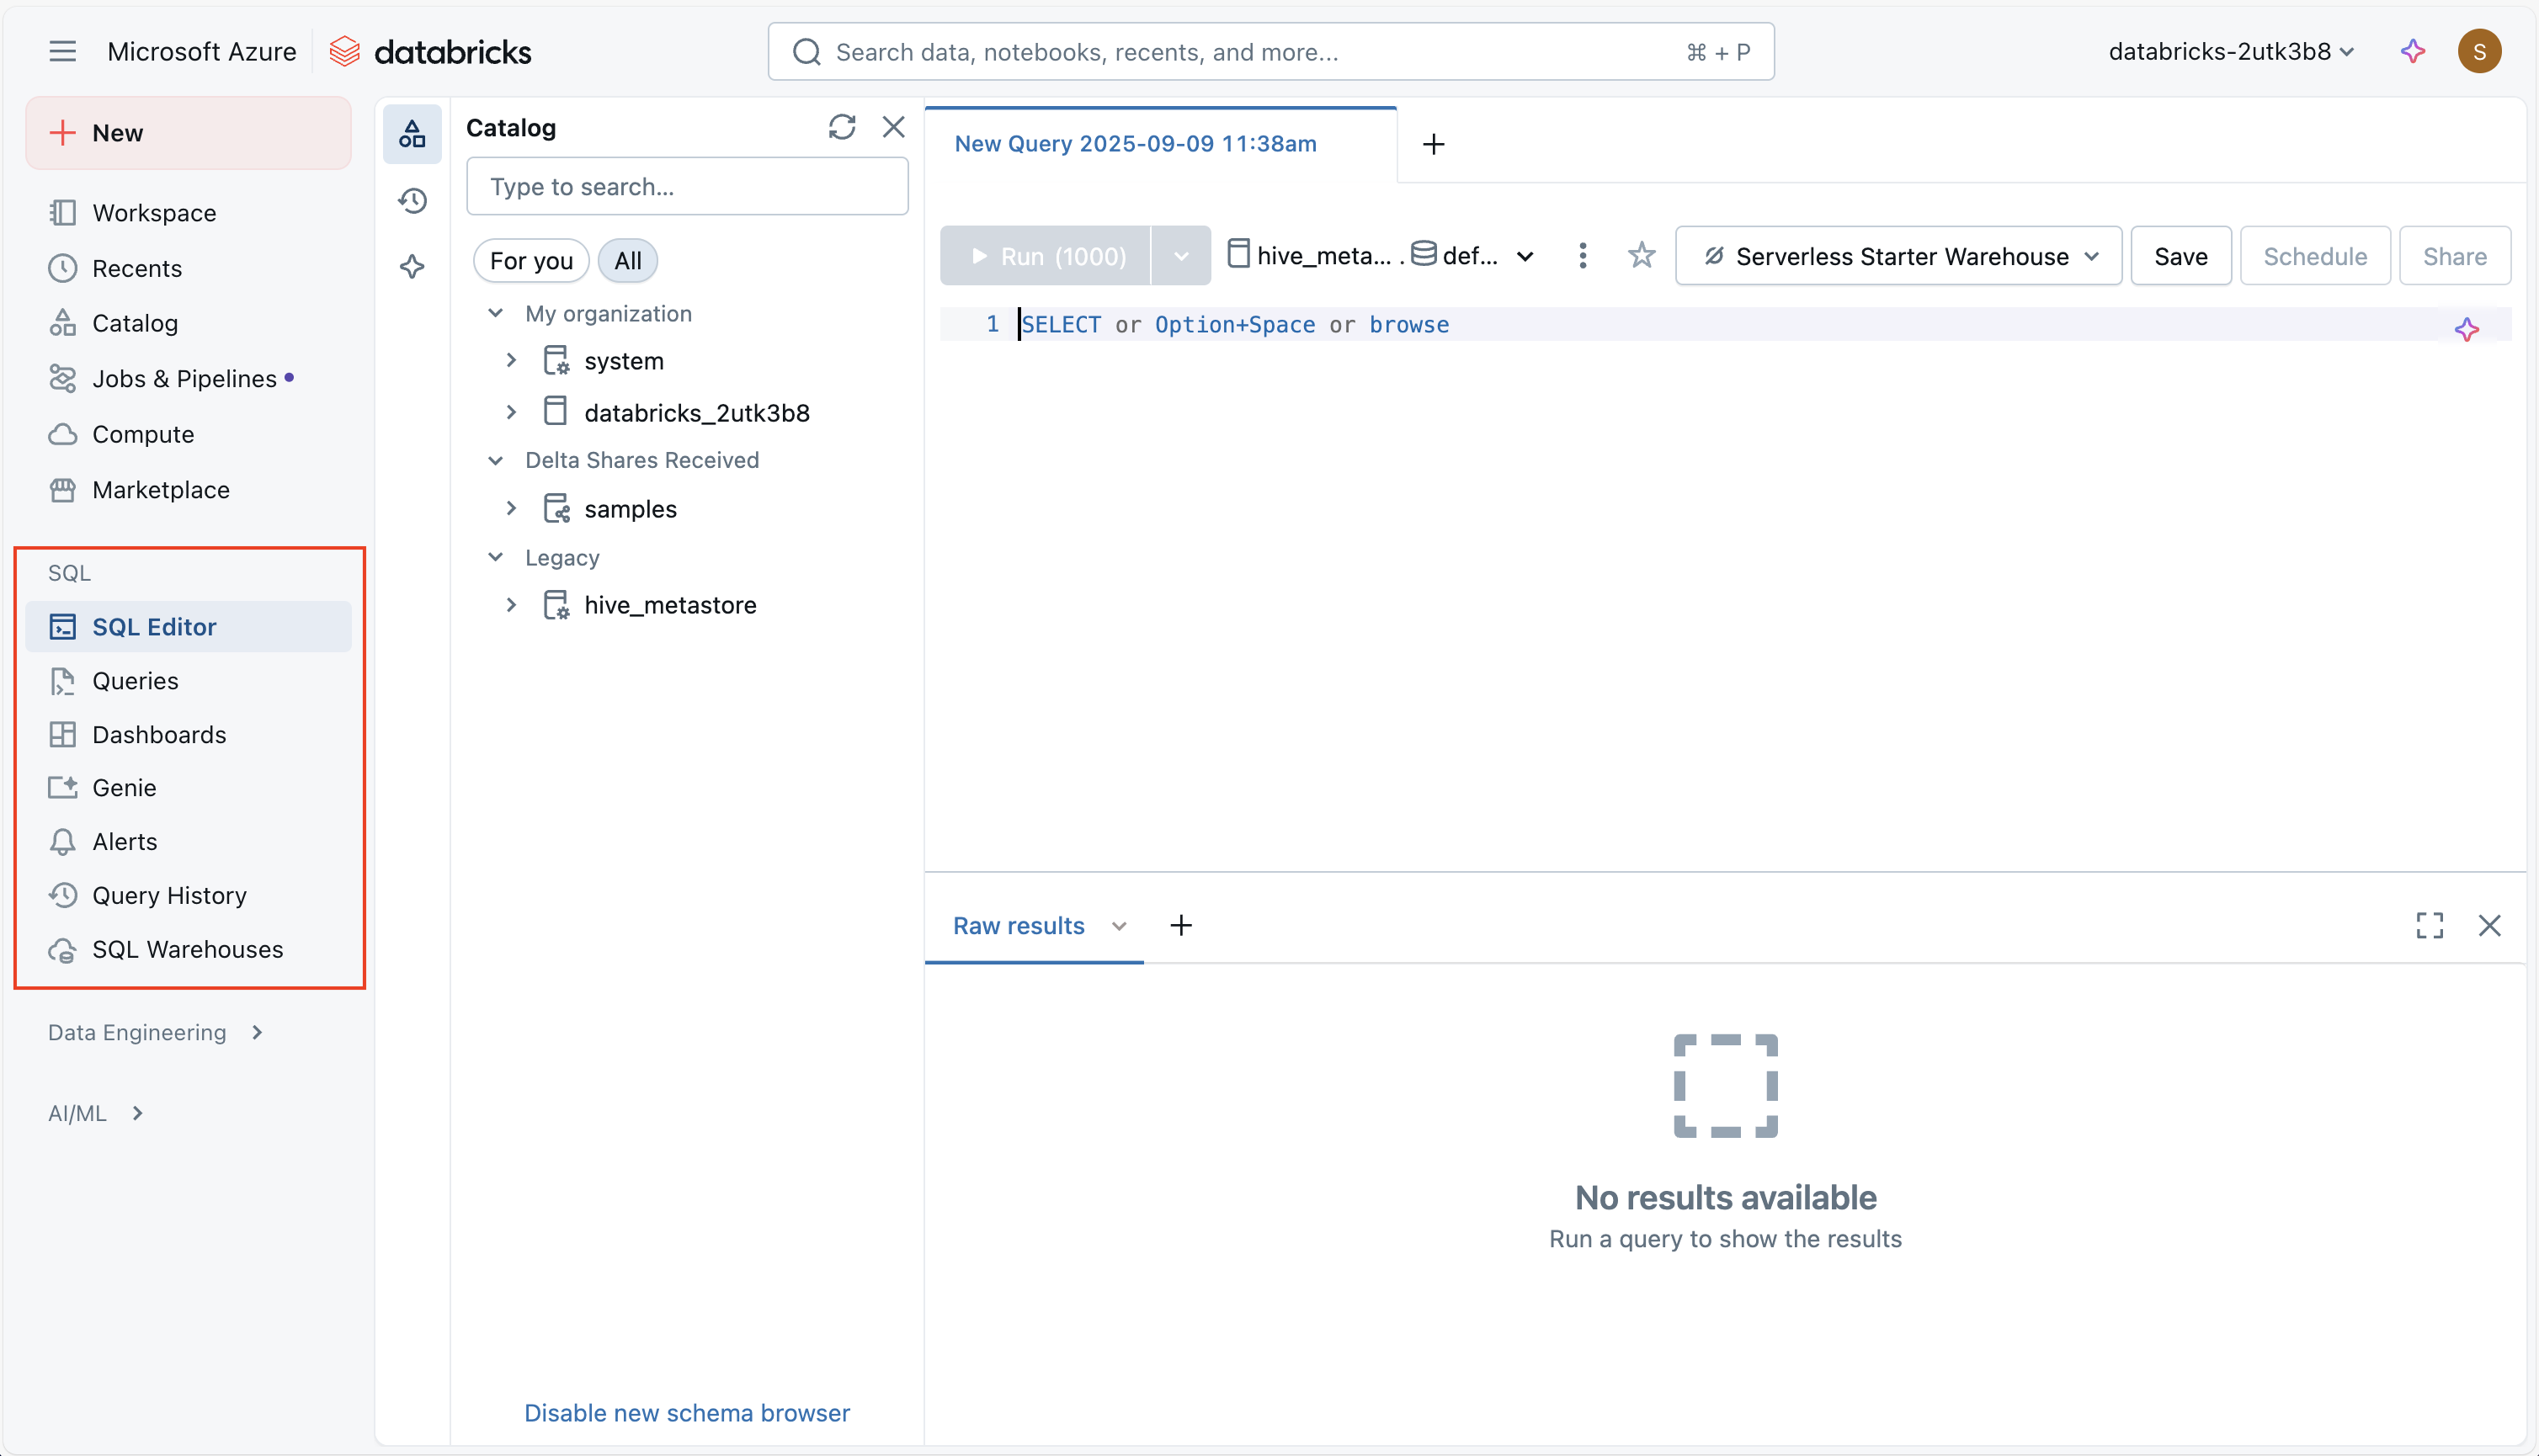 Microsoft Azure
databricks
Search data, notebooks, recents, and more...
⌘ + P
databricks-2utk3b8
S
New
Workspace
Recents
Catalog
Jobs & Pipelines
Compute
Marketplace
SQL
SQL Editor
Queries
Dashboards
Genie
Alerts
Query History
SQL Warehouses
Data Engineering
AI/ML
Catalog
Type to search...
For you
All
My organization
system
databricks_2utk3b8
Delta Shares Received
samples
Legacy
hive_metastore
Disable new schema browser
New Query 2025-09-09 11:38am
Run (1000)
hive_meta... . def...
Serverless Starter Warehouse
Save
Schedule
Share
1 SELECT or Option+Space or browse
Raw results
No results available
Run a query to show the results